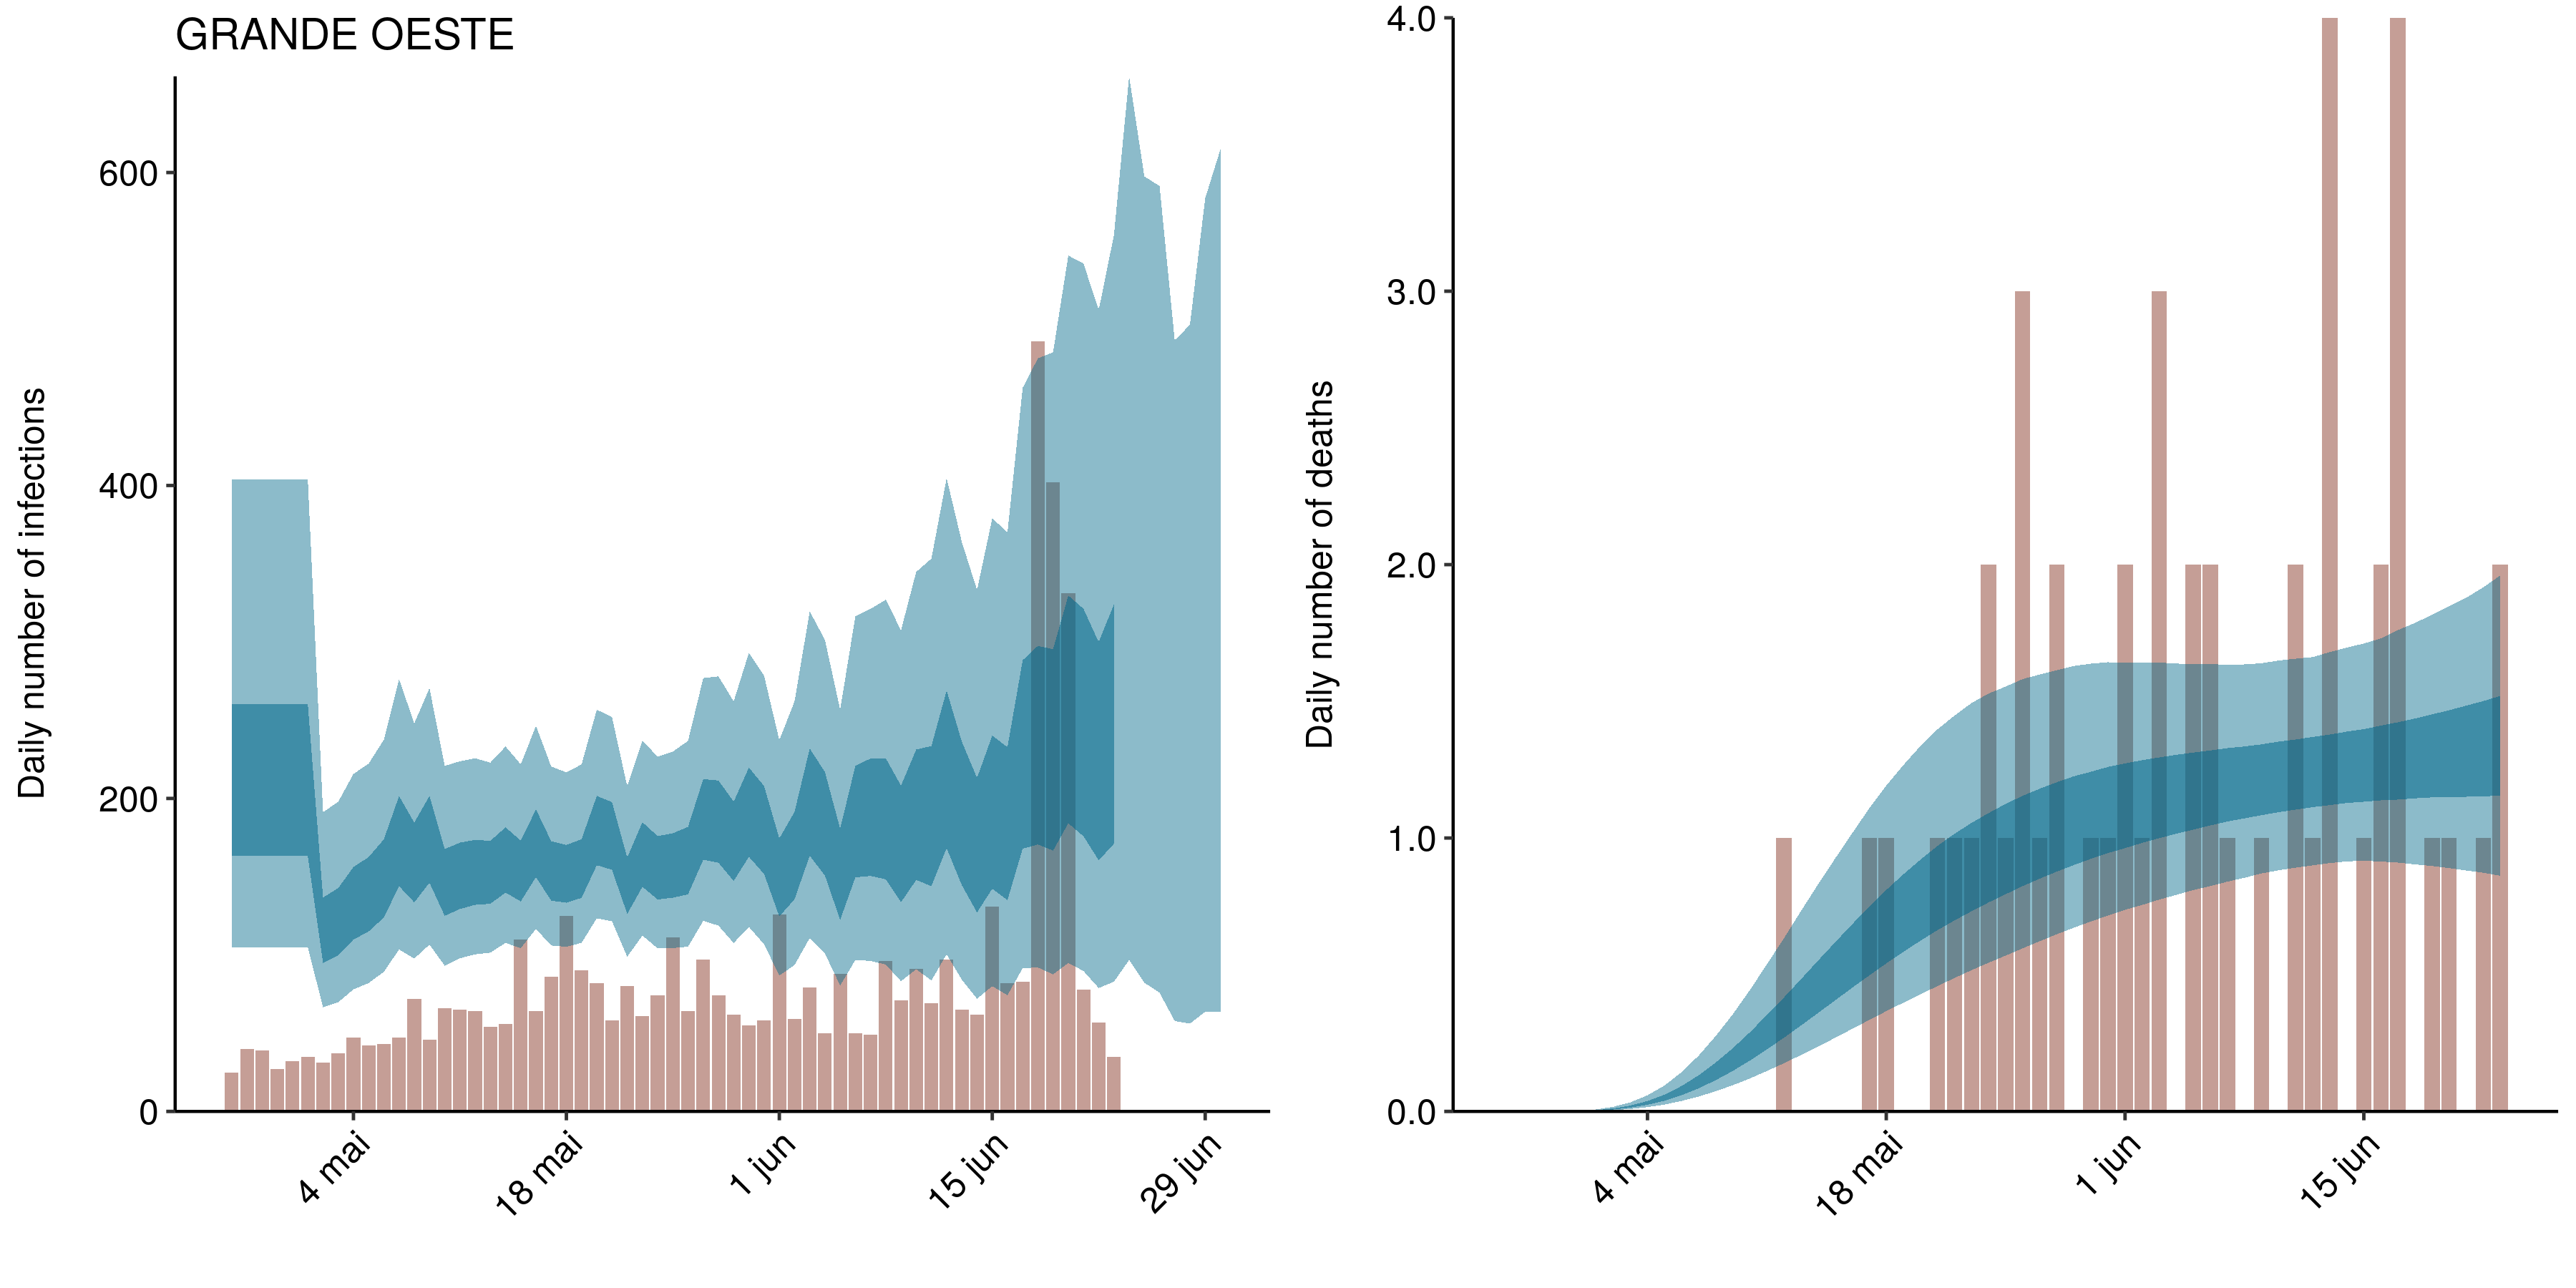 GRANDE OESTE
Daily number of infections
600
400
200
0
4 mai
18 mai
1 jun
15 jun
29 jun
Daily number of deaths
4.0
3.0
2.0
1.0
0.0
4 mai
18 mai
1 jun
15 jun